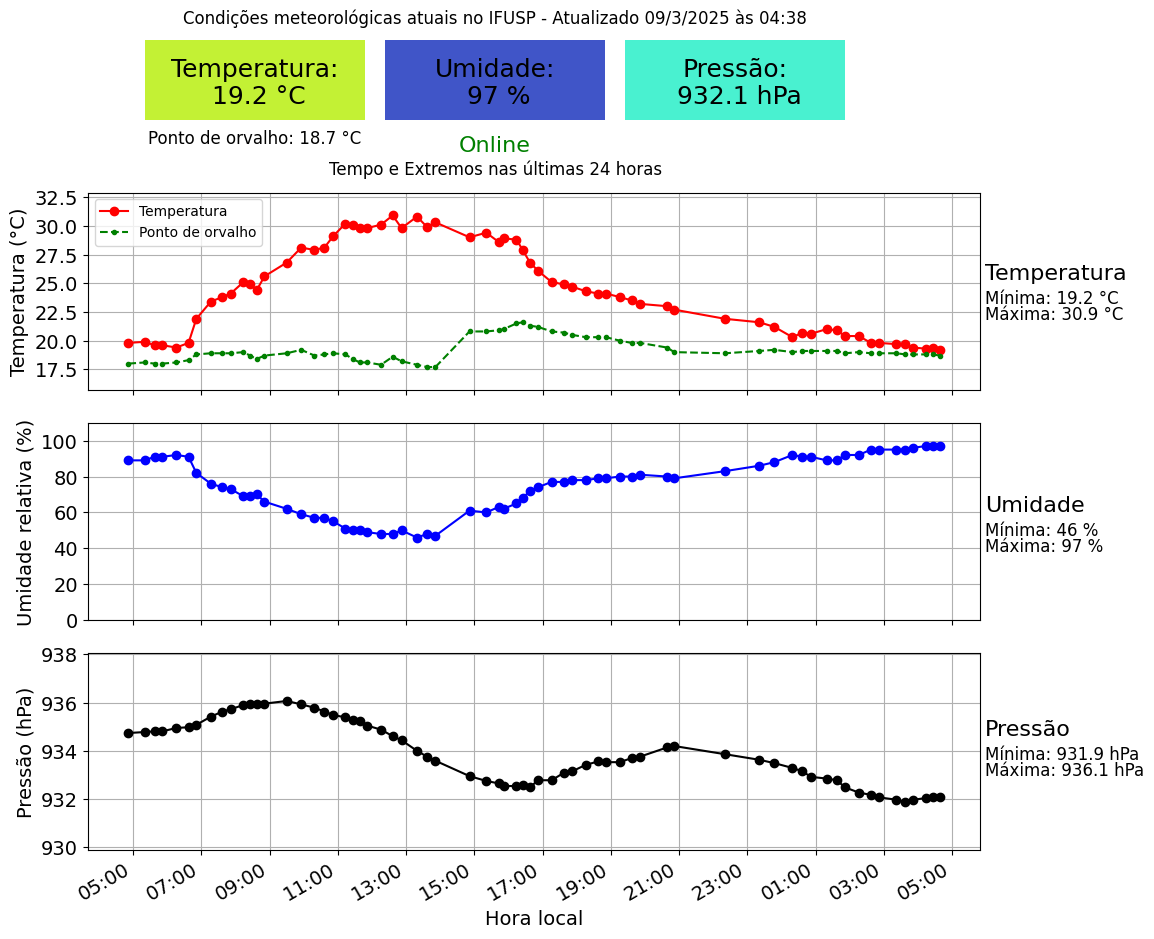 Condições meteorológicas atuais no IFUSP - Atualizado 09/3/2025 às 04:38
Temperatura:
19.2 °C
Umidade:
97 %
Pressão:
932.1 hPa
Ponto de orvalho: 18.7 °C
Online
Tempo e Extremos nas últimas 24 horas
Temperatura (°C)
32.5
30.0
27.5
25.0
22.5
20.0
17.5
Temperatura
Ponto de orvalho
Temperatura
Mínima: 19.2 °C
Máxima: 30.9 °C
Umidade relativa (%)
100
80
60
40
20
0
Umidade
Mínima: 46 %
Máxima: 97 %
Pressão (hPa)
938
936
934
932
930
Pressão
Mínima: 931.9 hPa
Máxima: 936.1 hPa
05:00 07:00 09:00 11:00 13:00 15:00 17:00 19:00 21:00 23:00 01:00 03:00 05:00
Hora local